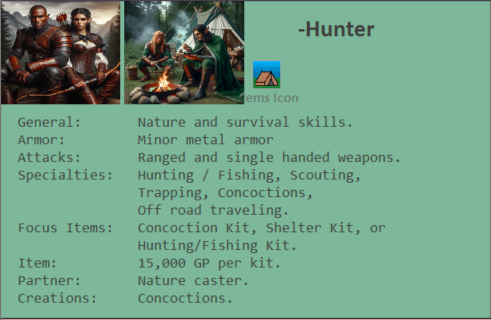 -Hunter
ems Icon
General: Nature and survival skills.
Armor: Minor metal armor
Attacks: Ranged and single handed weapons.
Specialties: Hunting / Fishing, Scouting,
Trapping, Concoctions,
Off road traveling.
Focus Items: Concoction Kit, Shelter Kit, or
Hunting/Fishing Kit.
Item: 15,000 GP per kit.
Partner: Nature caster.
Creations: Concoctions.